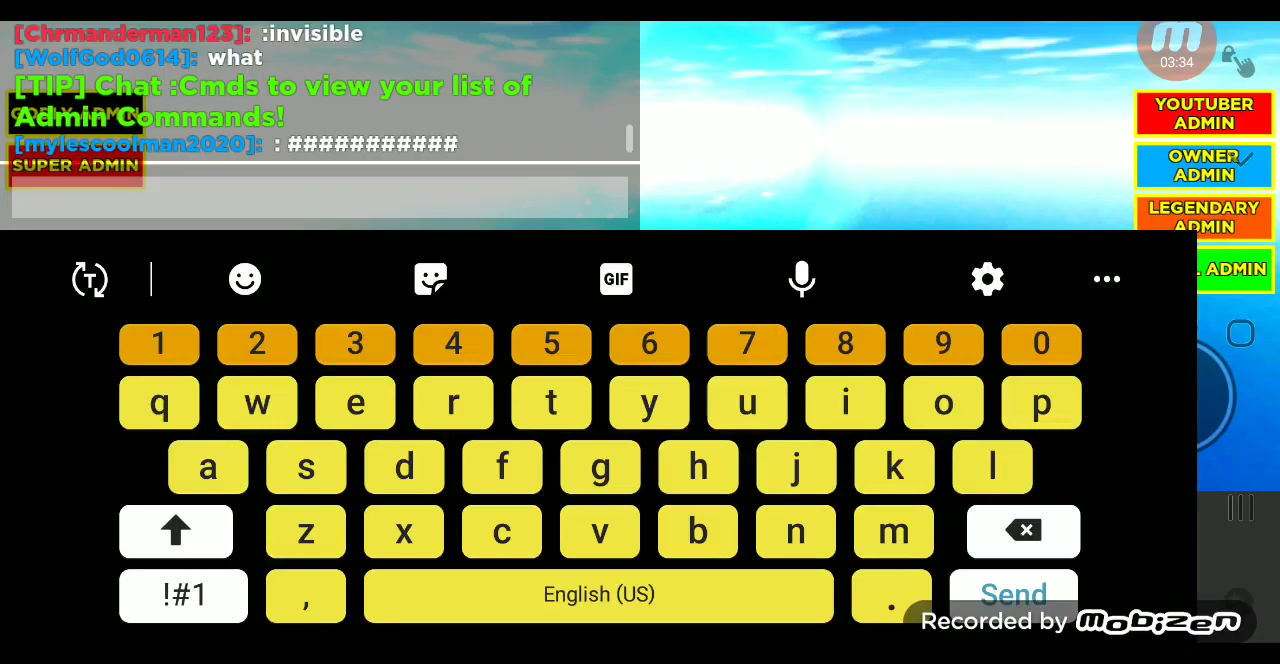 [Chrmanderman123]: :invisible
[WolfGod0614]: what
[TIP] Chat :Cmds to view your list of
Admin Commands!
[mylescoolman2020]: : ###########
GODLY ADMIN
SUPER ADMIN
03:34
YOUTUBER
ADMIN
OWNER
ADMIN
LEGENDARY
ADMIN
ADMIN
T GIF
1 2 3 4 5 6 7 8 9 0
q w e r t y u i o p
a s d f g h j k l
z x c v b n m
!#1 , English (US) . Send
Recorded by mobizen